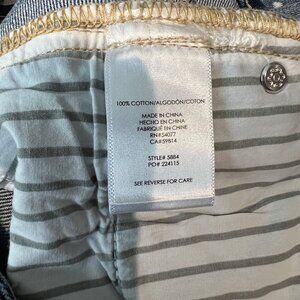 100% COTTON/ALGODÓN/COTON
MADE IN CHINA
HECHO EN CHINA
FABRIQUÉ EN CHINE
RN#54077
CA#59814
STYLE# 5884
PO# 224115
SEE REVERSE FOR CARE